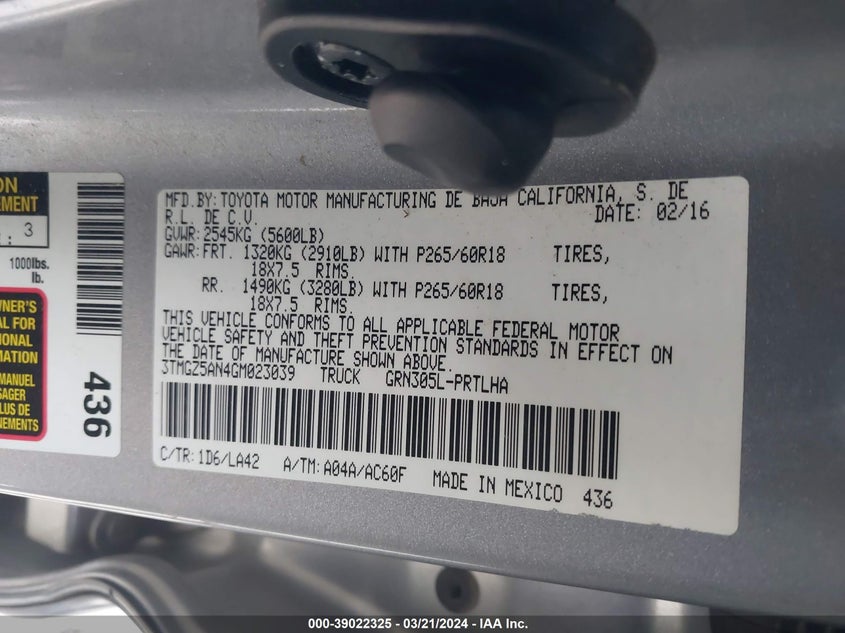 ON
EMENT
: 3
1000lbs.
lb.
WNER'S
AL FOR
IONAL
RMATION
MANUEL
SAGER
LUS DE
NEMENTS
436
MFD.BY: TOYOTA MOTOR MANUFACTURING DE BAJA CALIFORNIA, S. DE
R.L. DE C.V. DATE: 02/16
GVWR: 2545KG (5600LB)
GAWR: FRT. 1320KG (2910LB) WITH P265/60R18 TIRES,
18X7.5 RIMS.
RR. 1490KG (3280LB) WITH P265/60R18 TIRES,
18X7.5 RIMS.
THIS VEHICLE CONFORMS TO ALL APPLICABLE FEDERAL MOTOR
VEHICLE SAFETY AND THEFT PREVENTION STANDARDS IN EFFECT ON
THE DATE OF MANUFACTURE SHOWN ABOVE.
3TMGZ5AN4GM023039 TRUCK GRN305L-PRTLHA
C/TR: 1D6/LA42 A/TM: A04A/AC60F MADE IN MEXICO 436
000-39022325 - 03/21/2024 - IAA Inc.